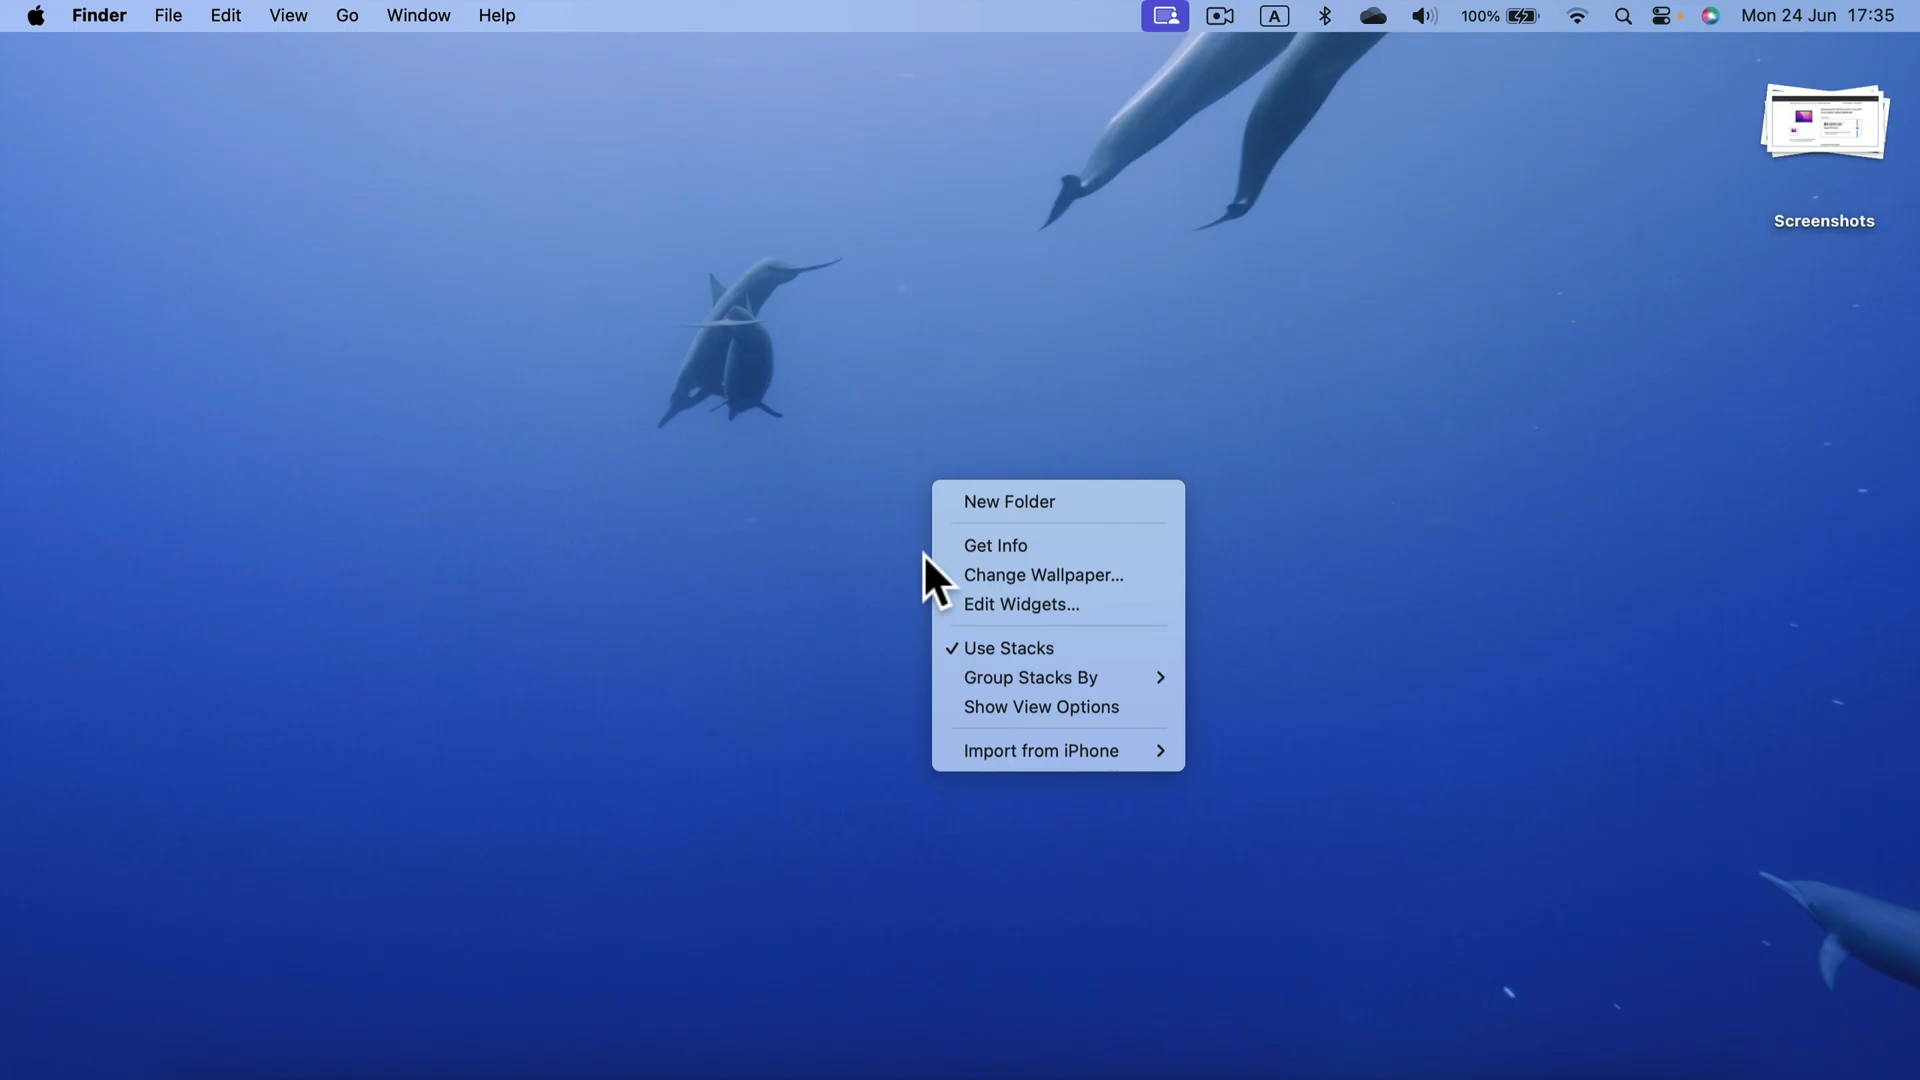 Finder File Edit View Go Window Help A 100% Mon 24 Jun 17:35
Screenshots
New Folder
Get Info
Change Wallpaper...
Edit Widgets...
✓ Use Stacks
Group Stacks By
Show View Options
Import from iPhone